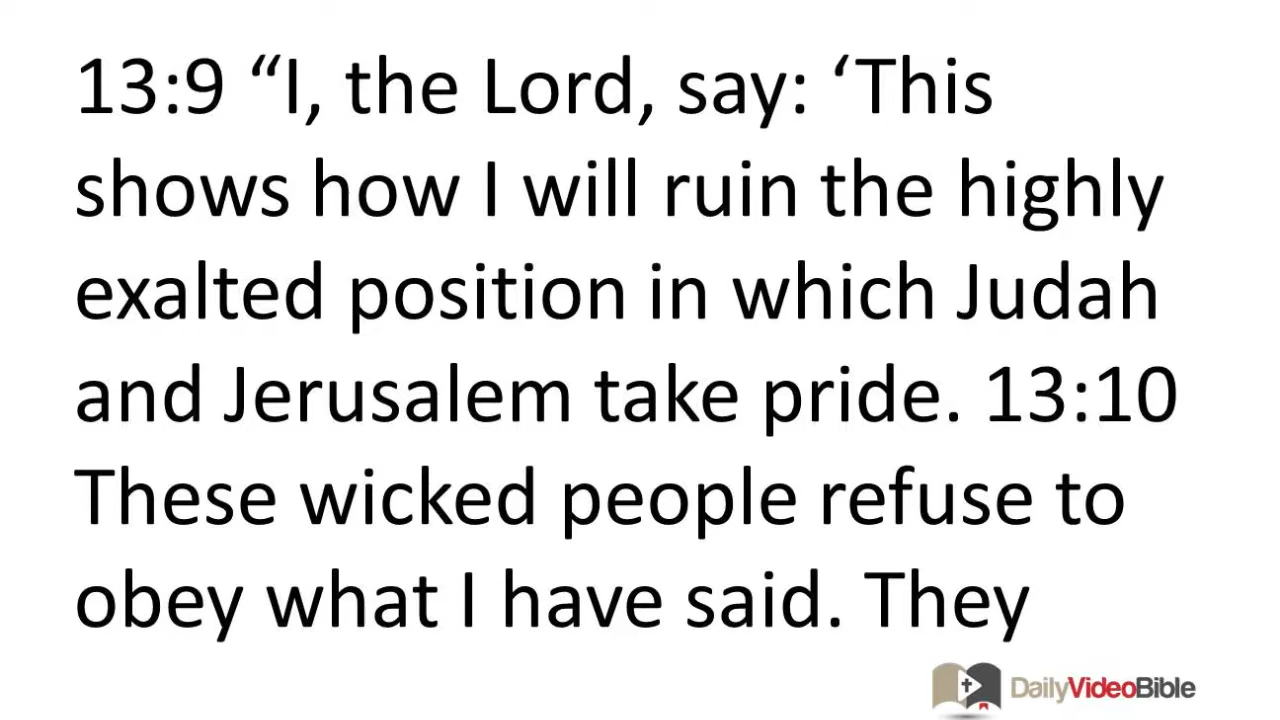 13:9 “I, the Lord, say: ‘This
shows how I will ruin the highly
exalted position in which Judah
and Jerusalem take pride. 13:10
These wicked people refuse to
obey what I have said. They
DailyVideoBible